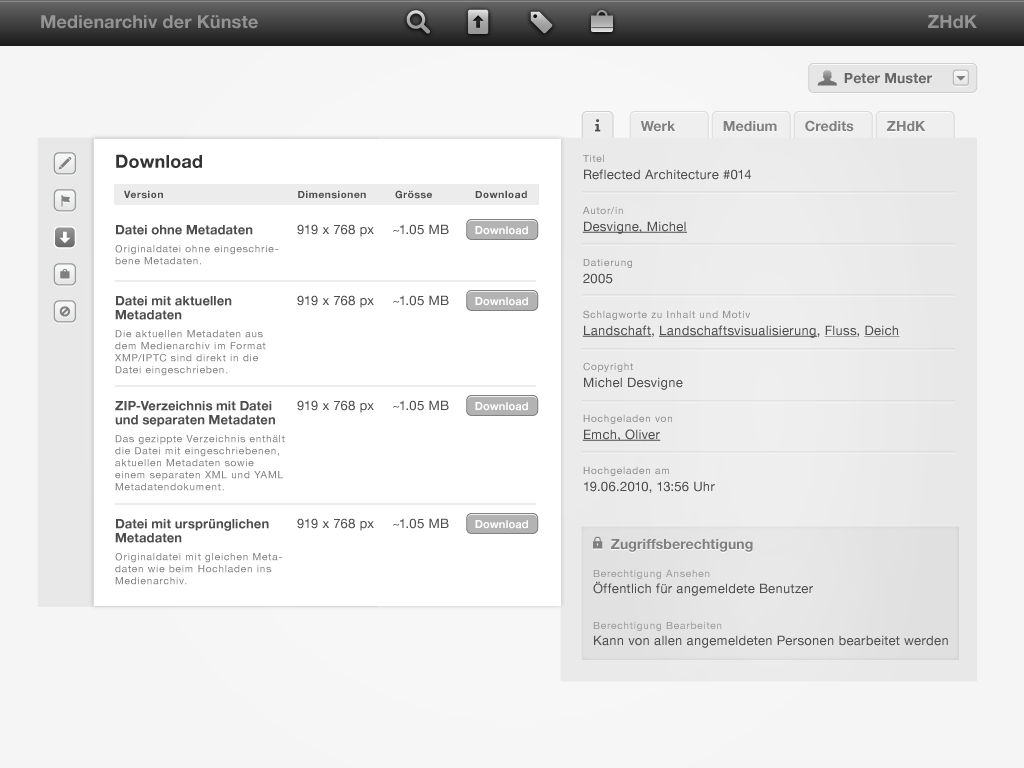 Medienarchiv der Künste
ZHdK
Peter Muster
i
Werk
Medium
Credits
ZHdK
Download
Version Dimensionen Grösse Download
Datei ohne Metadaten 919 x 768 px ~1.05 MB Download
Originaldatei ohne eingeschrie-
bene Metadaten.
Datei mit aktuellen 919 x 768 px ~1.05 MB Download
Metadaten
Die aktuellen Metadaten aus
dem Medienarchiv im Format
XMP/IPTC sind direkt in die
Datei eingeschrieben.
ZIP-Verzeichnis mit Datei 919 x 768 px ~1.05 MB Download
und separaten Metadaten
Das gezippte Verzeichnis enthält
die Datei mit eingeschriebenen,
aktuellen Metadaten sowie
einem separaten XML und YAML
Metadatendokument.
Datei mit ursprünglichen 919 x 768 px ~1.05 MB Download
Metadaten
Originaldatei mit gleichen Meta-
daten wie beim Hochladen ins
Medienarchiv.
Titel
Reflected Architecture #014
Autor/in
Desvigne, Michel
Datierung
2005
Schlagworte zu Inhalt und Motiv
Landschaft, Landschaftsvisualisierung, Fluss, Deich
Copyright
Michel Desvigne
Hochgeladen von
Emch, Oliver
Hochgeladen am
19.06.2010, 13:56 Uhr
Zugriffsberechtigung
Berechtigung Ansehen
Öffentlich für angemeldete Benutzer
Berechtigung Bearbeiten
Kann von allen angemeldeten Personen bearbeitet werden